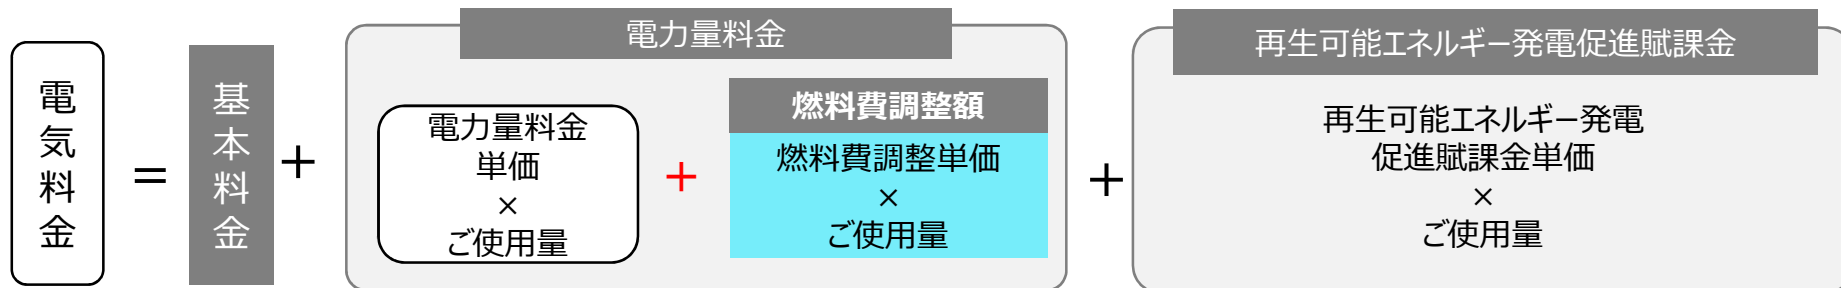 電気料金
＝
基本料金
＋
電力量料金
電力量料金
単価
×
ご使用量
＋
燃料費調整額
燃料費調整単価
×
ご使用量
＋
再生可能エネルギー発電促進賦課金
再生可能エネルギー発電
促進賦課金単価
×
ご使用量